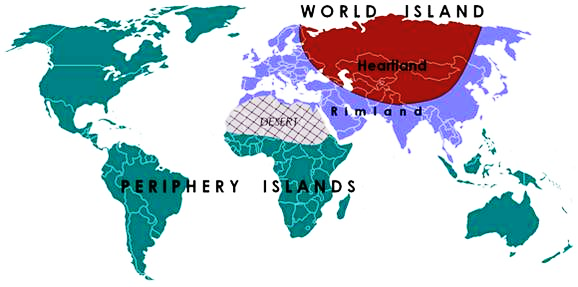 WORLD ISLAND
Heartland
Rimland
DESERT
PERIPHERY ISLANDS